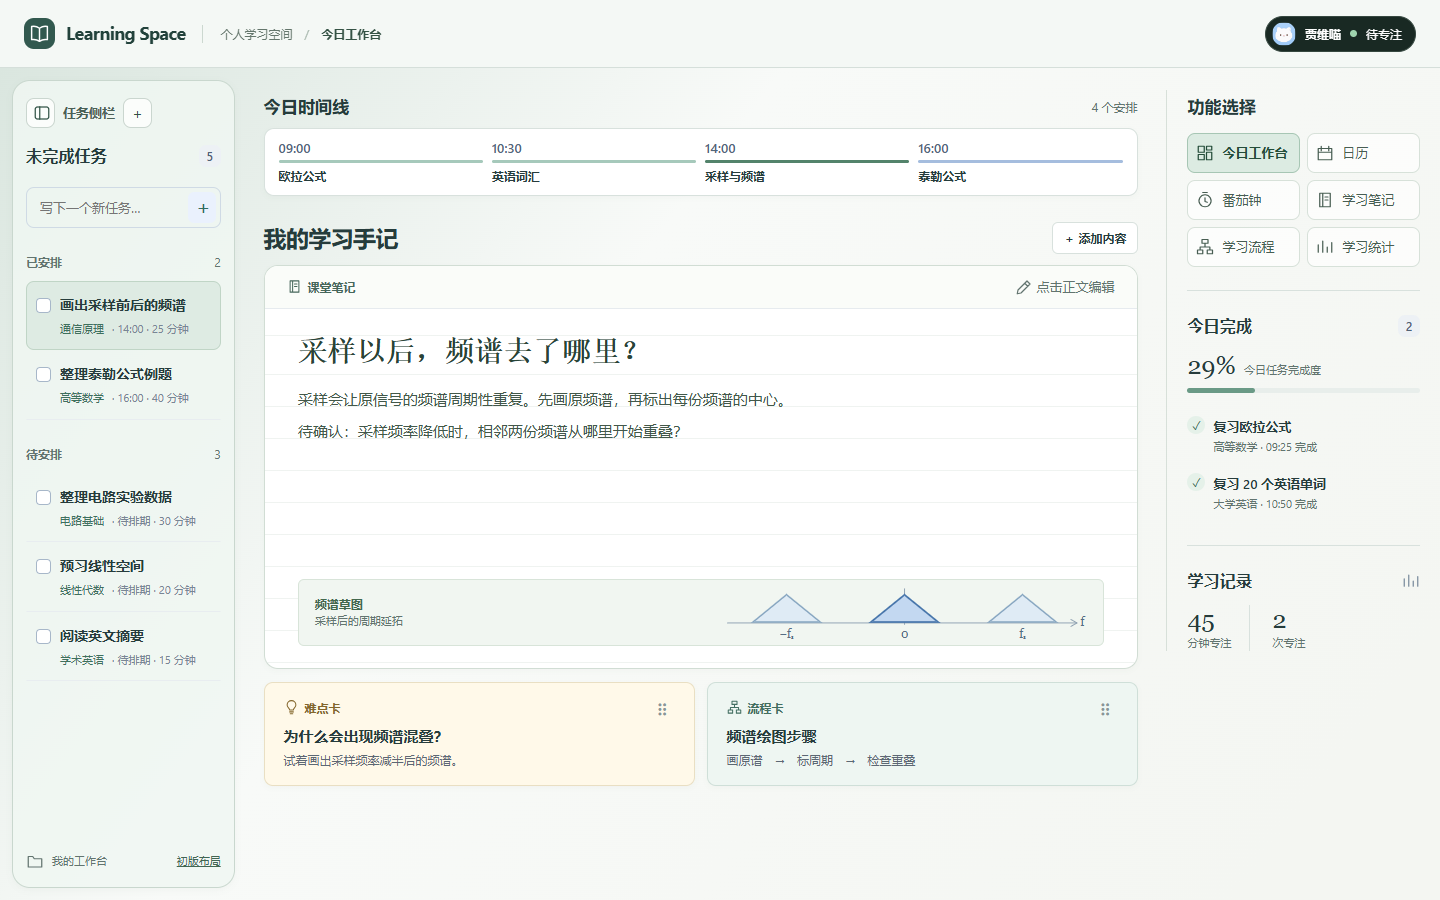 Learning Space
个人学习空间 / 今日工作台
贾维喵 • 待专注
任务侧栏 +
未完成任务 5
写下一个新任务... +
已安排 2
画出采样前后的频谱
通信原理 · 14:00 · 25 分钟
整理泰勒公式例题
高等数学 · 16:00 · 40 分钟
待安排 3
整理电路实验数据
电路基础 · 待排期 · 30 分钟
预习线性空间
线性代数 · 待排期 · 20 分钟
阅读英文摘要
学术英语 · 待排期 · 15 分钟
我的工作台 初版布局
今日时间线 4 个安排
09:00 10:30 14:00 16:00
欧拉公式 英语词汇 采样与频谱 泰勒公式
我的学习手记 + 添加内容
课堂笔记 点击正文编辑
采样以后，频谱去了哪里？
采样会让原信号的频谱周期性重复。先画原频谱，再标出每份频谱的中心。
待确认：采样频率降低时，相邻两份频谱从哪里开始重叠？
频谱草图
采样后的周期延拓
−fₛ 0 fₛ f
难点卡
为什么会出现频谱混叠？
试着画出采样频率减半后的频谱。
流程卡
频谱绘图步骤
画原谱 → 标周期 → 检查重叠
功能选择
今日工作台 日历
番茄钟 学习笔记
学习流程 学习统计
今日完成 2
29% 今日任务完成度
复习欧拉公式
高等数学 · 09:25 完成
复习 20 个英语单词
大学英语 · 10:50 完成
学习记录
45 2
分钟专注 次专注